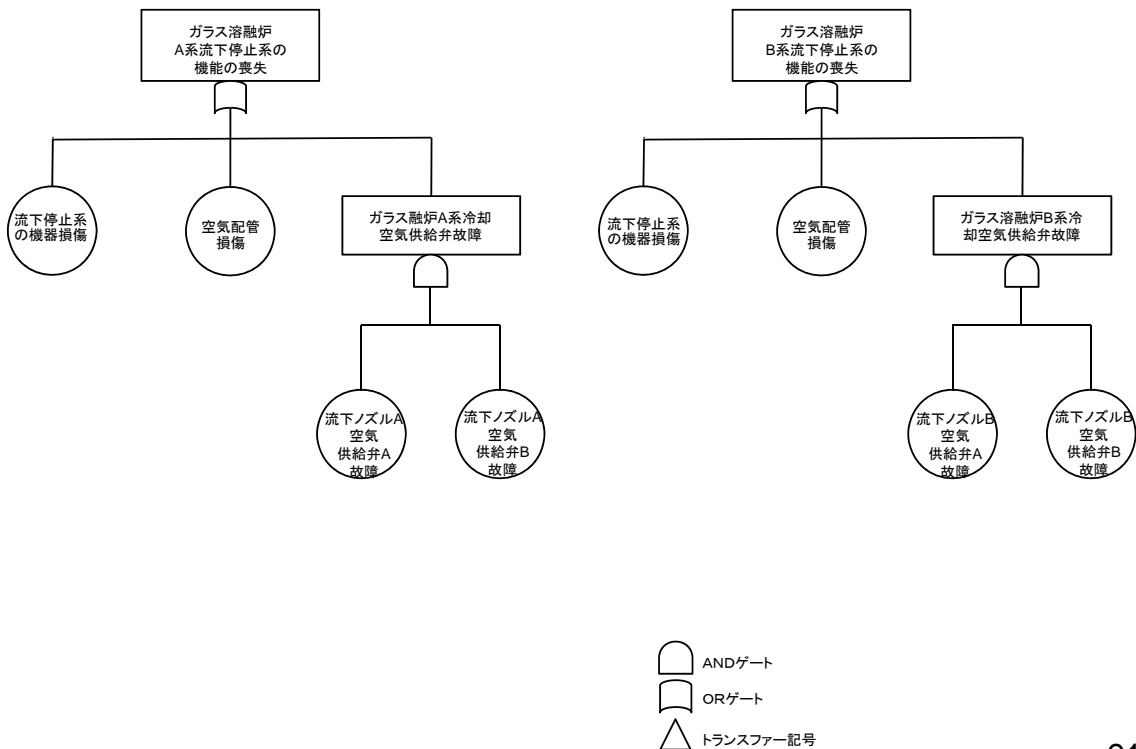 ガラス溶融炉
A系流下停止系の
機能の喪失
流下停止系
の機器損傷
空気配管
損傷
ガラス融炉A系冷却
空気供給弁故障
流下ノズルA
空気
供給弁A
故障
流下ノズルA
空気
供給弁B
故障
ガラス溶融炉
B系流下停止系の
機能の喪失
流下停止系
の機器損傷
空気配管
損傷
ガラス溶融炉B系冷
却空気供給弁故障
流下ノズルB
空気
供給弁A
故障
流下ノズルB
空気
供給弁B
故障
ANDゲート
ORゲート
トランスファー記号